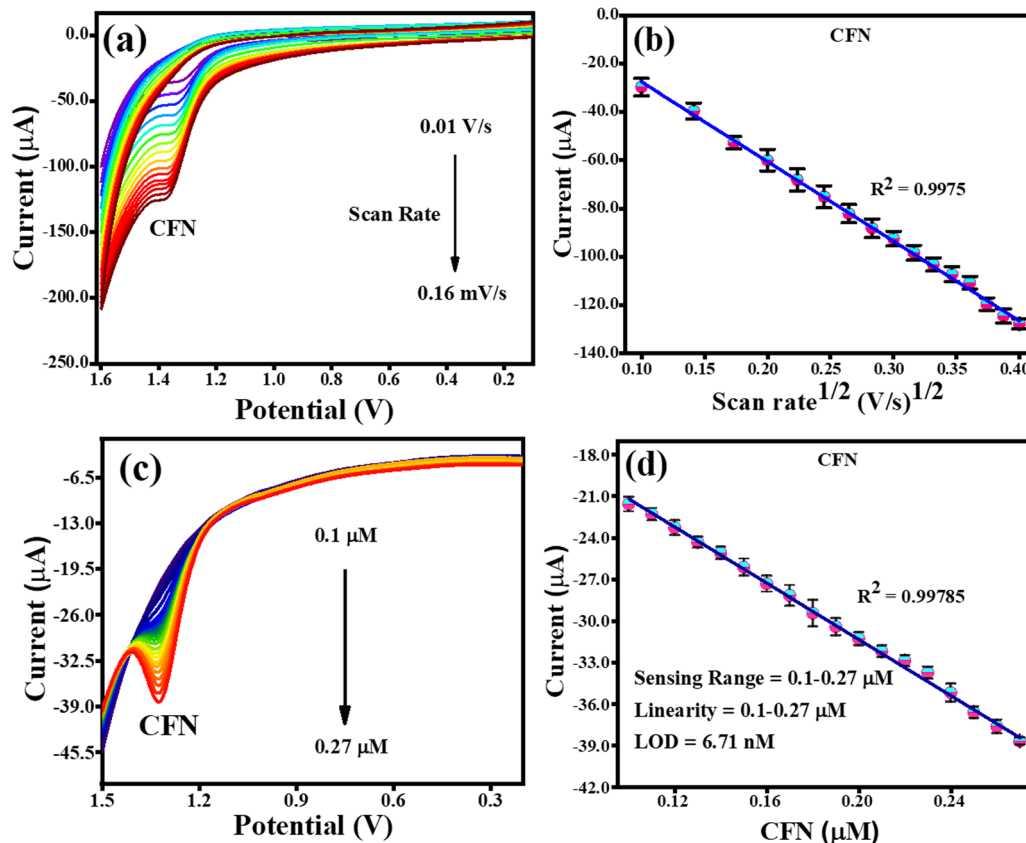 (a)
0.0
-50.0
-100.0
-150.0
-200.0
-250.0
Current (μA)
0.01 V/s
Scan Rate
0.16 mV/s
CFN
1.6 1.4 1.2 1.0 0.8 0.6 0.4 0.2
Potential (V)
(b)
CFN
0.0
-20.0
-40.0
-60.0
-80.0
-100.0
-120.0
-140.0
Current (μA)
R² = 0.9975
0.10 0.15 0.20 0.25 0.30 0.35 0.40
Scan rate^1/2 (V/s)^1/2
(c)
-6.5
-13.0
-19.5
-26.0
-32.5
-39.0
-45.5
Current (μA)
0.1 μM
0.27 μM
CFN
1.5 1.2 0.9 0.6 0.3
Potential (V)
(d)
CFN
-18.0
-21.0
-24.0
-27.0
-30.0
-33.0
-36.0
-39.0
-42.0
Current (μA)
R² = 0.99785
Sensing Range = 0.1-0.27 μM
Linearity = 0.1-0.27 μM
LOD = 6.71 nM
0.12 0.16 0.20 0.24
CFN (μM)